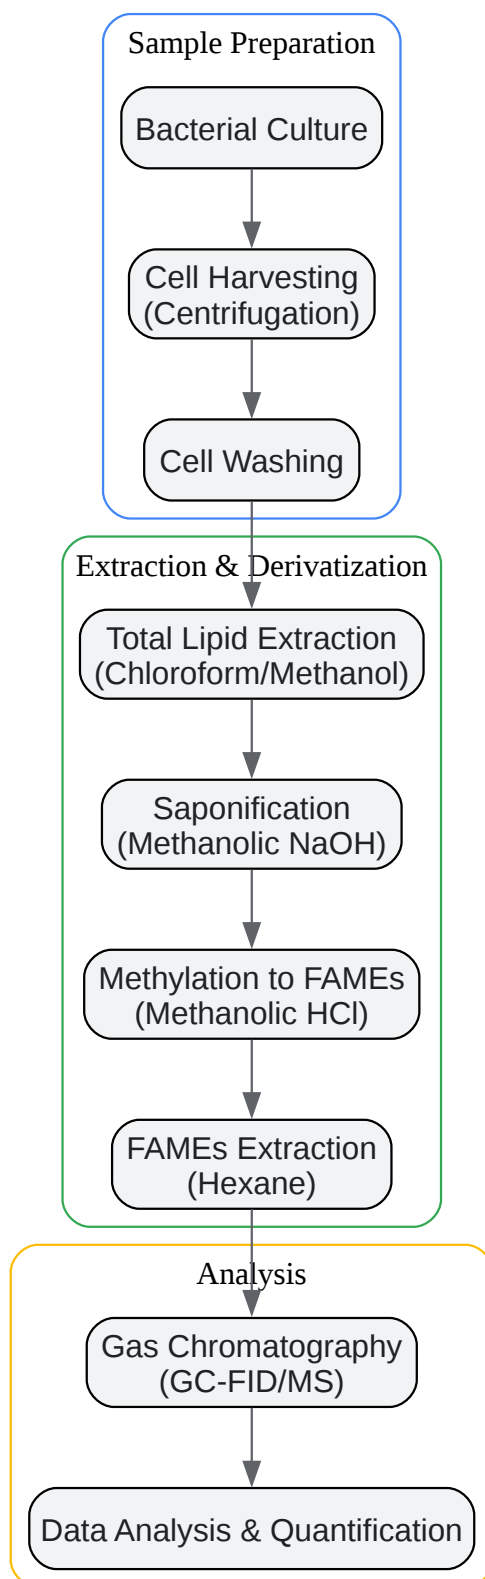 Sample Preparation
Bacterial Culture
Cell Harvesting
(Centrifugation)
Cell Washing
Extraction & Derivatization
Total Lipid Extraction
(Chloroform/Methanol)
Saponification
(Methanolic NaOH)
Methylation to FAMEs
(Methanolic HCl)
FAMEs Extraction
(Hexane)
Analysis
Gas Chromatography
(GC-FID/MS)
Data Analysis & Quantification